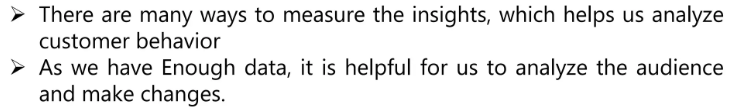 ➢ There are many ways to measure the insights, which helps us analyze
customer behavior
➢ As we have Enough data, it is helpful for us to analyze the audience
and make changes.